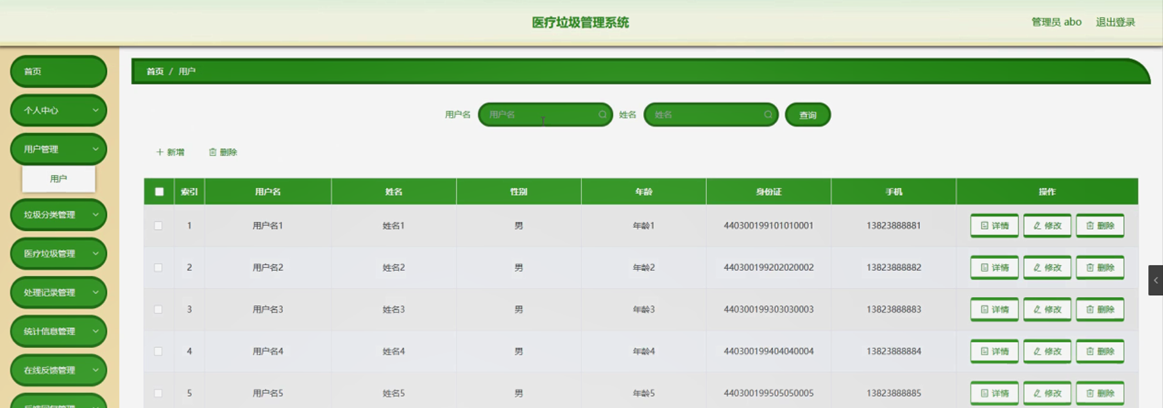 医疗垃圾管理系统
管理员 abo 退出登录
首页
个人中心
用户管理
用户
垃圾分类管理
医疗垃圾管理
处理记录管理
统计信息管理
在线反馈管理
首页 / 用户
用户名 用户名 姓名 姓名 查询
+ 新增 删除
索引 用户名 姓名 性别 年龄 身份证 手机 操作
1 用户名1 姓名1 男 年龄1 440300199101010001 13823888881 详情 修改 删除
2 用户名2 姓名2 男 年龄2 440300199202020002 13823888882 详情 修改 删除
3 用户名3 姓名3 男 年龄3 440300199303030003 13823888883 详情 修改 删除
4 用户名4 姓名4 男 年龄4 440300199404040004 13823888884 详情 修改 删除
5 用户名5 姓名5 男 年龄5 440300199505050005 13823888885 详情 修改 删除